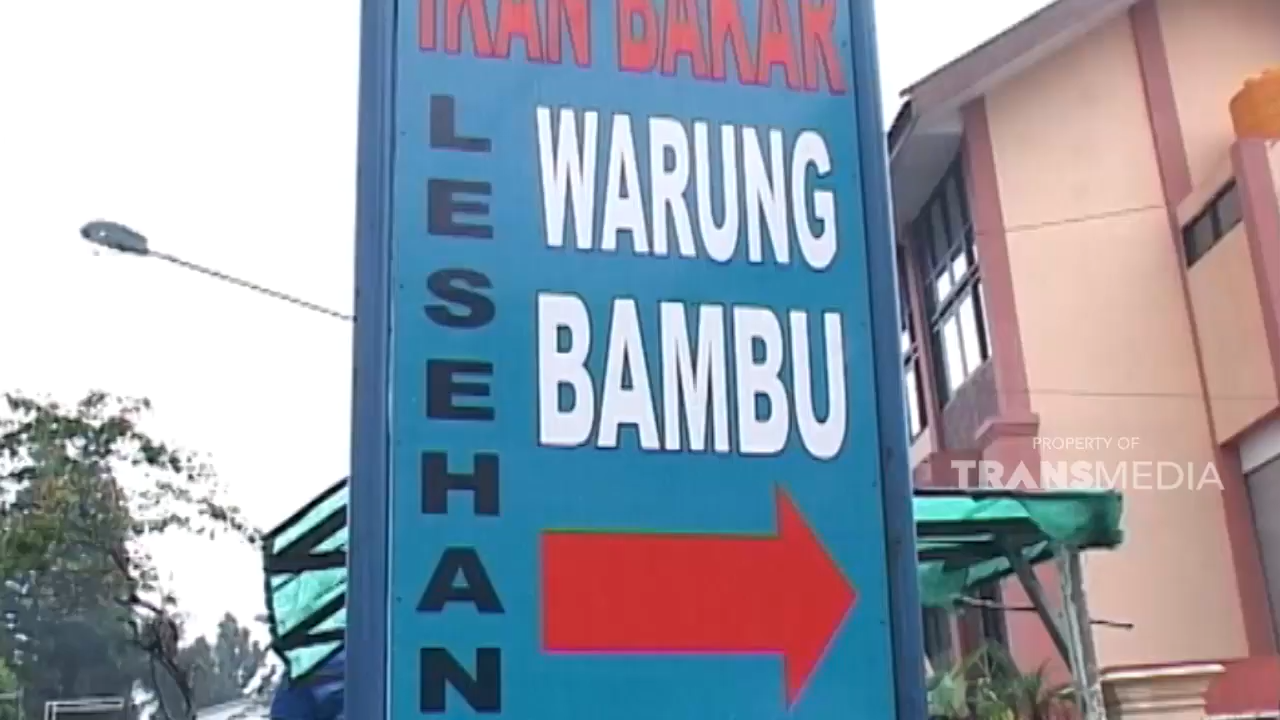 IKAN BAKAR
LESEHAN
WARUNG
BAMBU
PROPERTY OF
TRANSMEDIA